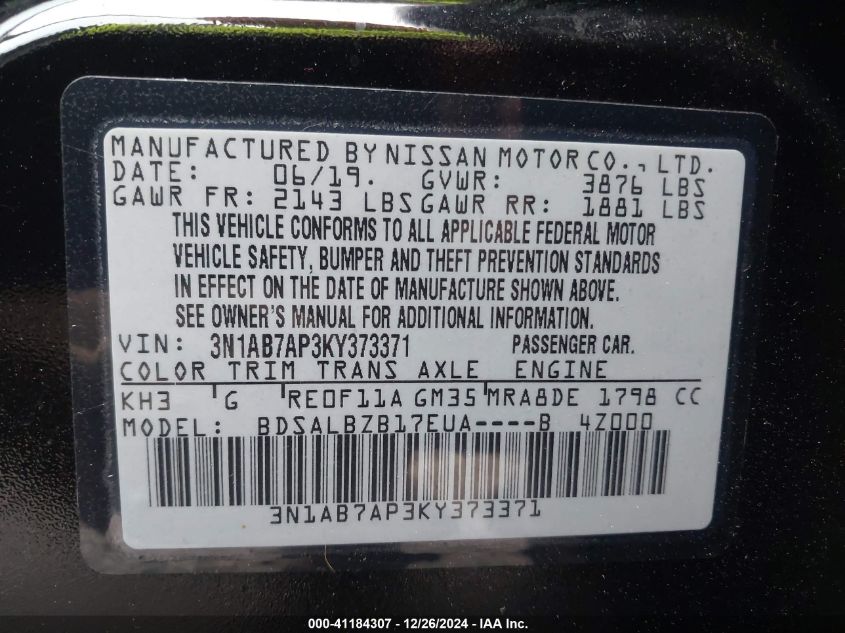 MANUFACTURED BY NISSAN MOTOR CO., LTD.
DATE: 06/19. GVWR: 3876 LBS
GAWR FR: 2143 LBS GAWR RR: 1881 LBS
THIS VEHICLE CONFORMS TO ALL APPLICABLE FEDERAL MOTOR
VEHICLE SAFETY, BUMPER AND THEFT PREVENTION STANDARDS
IN EFFECT ON THE DATE OF MANUFACTURE SHOWN ABOVE.
SEE OWNER'S MANUAL FOR ADDITIONAL INFORMATION.
VIN: 3N1AB7AP3KY373371 PASSENGER CAR.
COLOR TRIM TRANS AXLE ENGINE
KH3 G RE0F11A GM35 MRA8DE 1798 CC
MODEL: BDSALBZB17EUA----B 4Z000
3N1AB7AP3KY373371
000-41184307 - 12/26/2024 - IAA Inc.